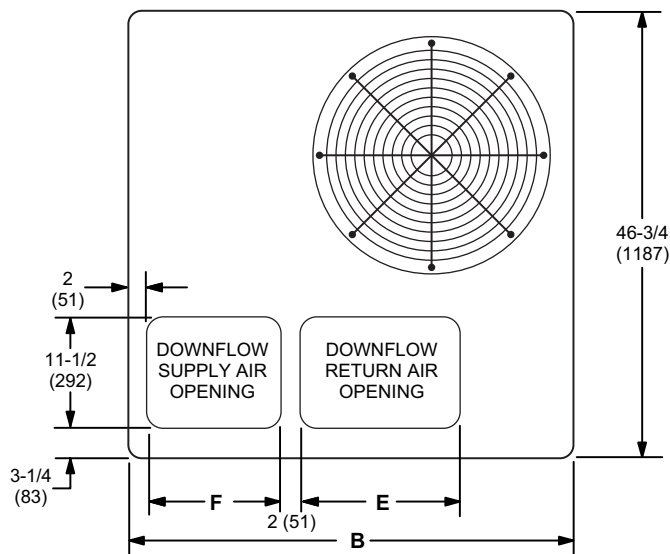 46-3/4
(1187)
2
(51)
11-1/2
(292)
DOWNFLOW
SUPPLY AIR
OPENING
DOWNFLOW
RETURN AIR
OPENING
3-1/4
(83)
F
2 (51)
E
B